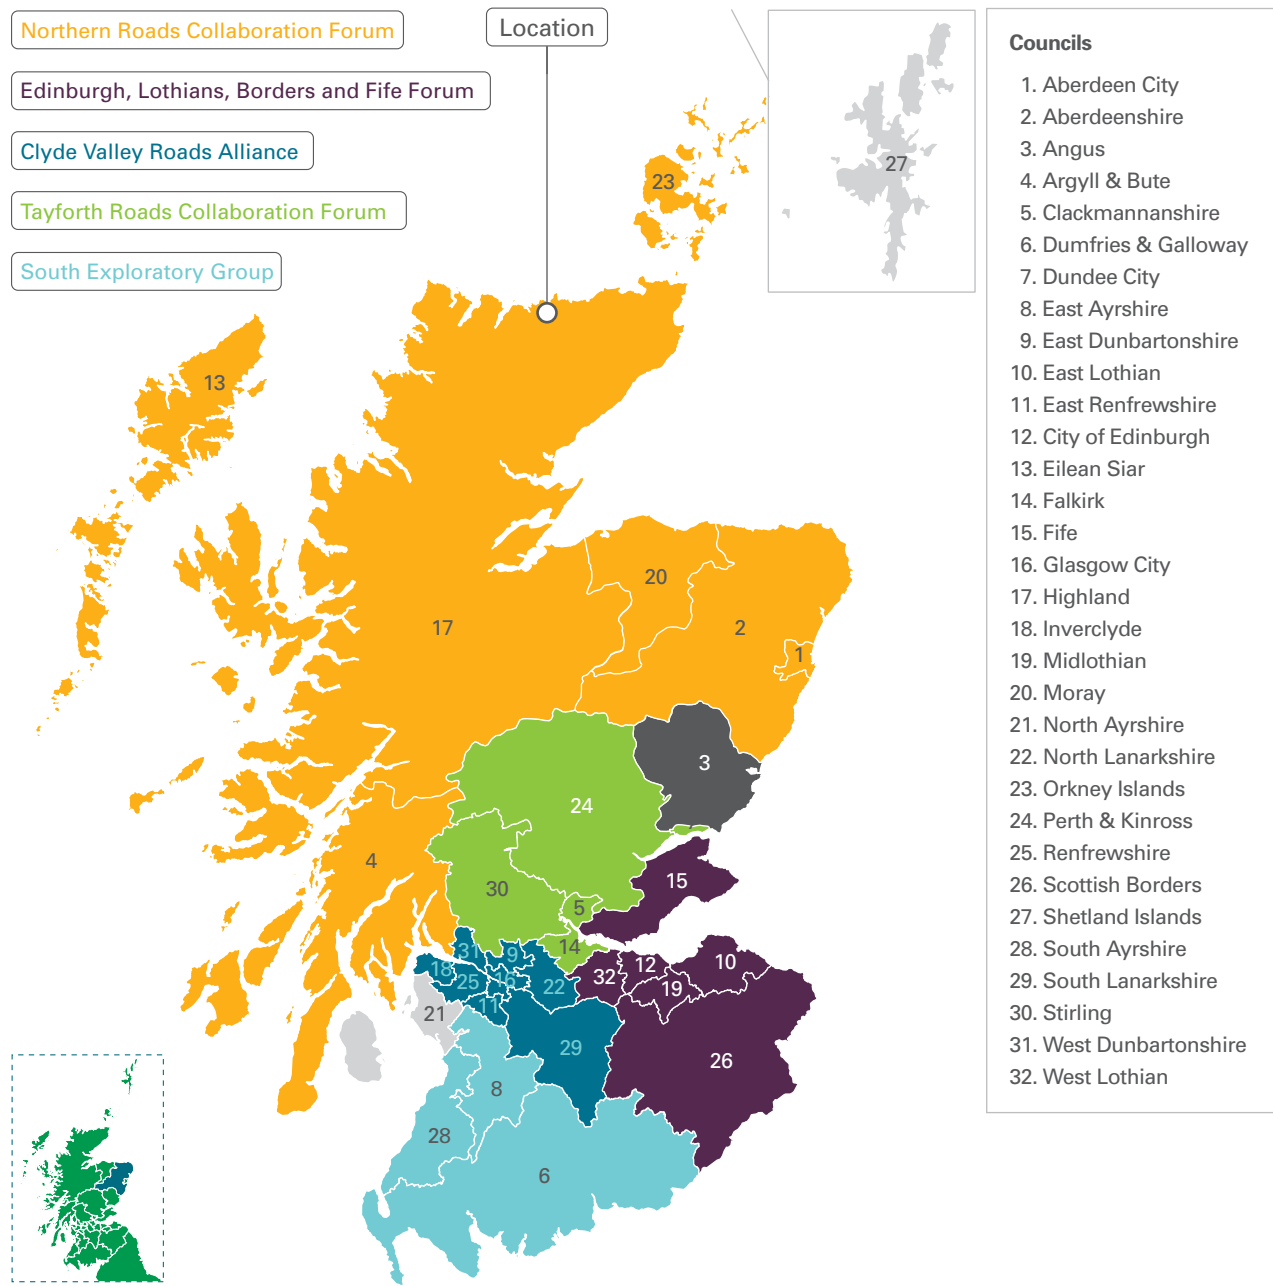 Northern Roads Collaboration Forum
Edinburgh, Lothians, Borders and Fife Forum
Clyde Valley Roads Alliance
Tayforth Roads Collaboration Forum
South Exploratory Group
Location
27
23
13
20
17
2
1
3
24
4
30
15
5
14
31
9
18
25
16
22
32
12
10
19
11
21
29
26
8
28
6
Councils
1. Aberdeen City
2. Aberdeenshire
3. Angus
4. Argyll & Bute
5. Clackmannanshire
6. Dumfries & Galloway
7. Dundee City
8. East Ayrshire
9. East Dunbartonshire
10. East Lothian
11. East Renfrewshire
12. City of Edinburgh
13. Eilean Siar
14. Falkirk
15. Fife
16. Glasgow City
17. Highland
18. Inverclyde
19. Midlothian
20. Moray
21. North Ayrshire
22. North Lanarkshire
23. Orkney Islands
24. Perth & Kinross
25. Renfrewshire
26. Scottish Borders
27. Shetland Islands
28. South Ayrshire
29. South Lanarkshire
30. Stirling
31. West Dunbartonshire
32. West Lothian